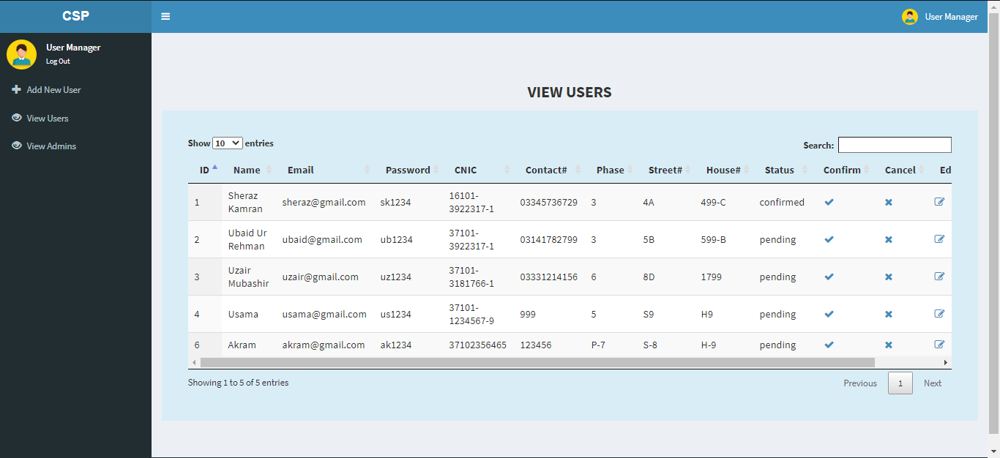 CSP
User Manager
User Manager
Log Out
Add New User
View Users
View Admins
VIEW USERS
Show 10 entries
Search:
ID Name Email Password CNIC Contact# Phase Street# House# Status Confirm Cancel Ed
1 Sheraz Kamran sheraz@gmail.com sk1234 16101-3922317-1 03345736729 3 4A 499-C confirmed
2 Ubaid Ur Rehman ubaid@gmail.com ub1234 37101-3922317-1 03141782799 3 5B 599-B pending
3 Uzair Mubashir uzair@gmail.com uz1234 37101-3181766-1 03331214156 6 8D 1799 pending
4 Usama usama@gmail.com us1234 37101-1234567-9 999 5 S9 H9 pending
6 Akram akram@gmail.com ak1234 37102356465 123456 P-7 S-8 H-9 pending
Showing 1 to 5 of 5 entries
Previous 1 Next